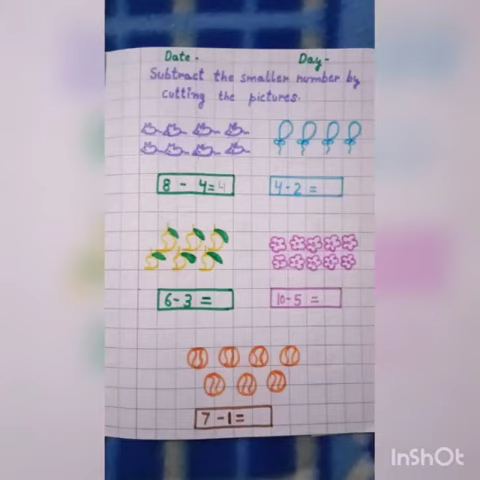 Date - Day -
Subtract the smaller number by
cutting the pictures.
8 - 4 = 4 4 - 2 =
6 - 3 = 10 - 5 =
7 - 1 =
InShOt